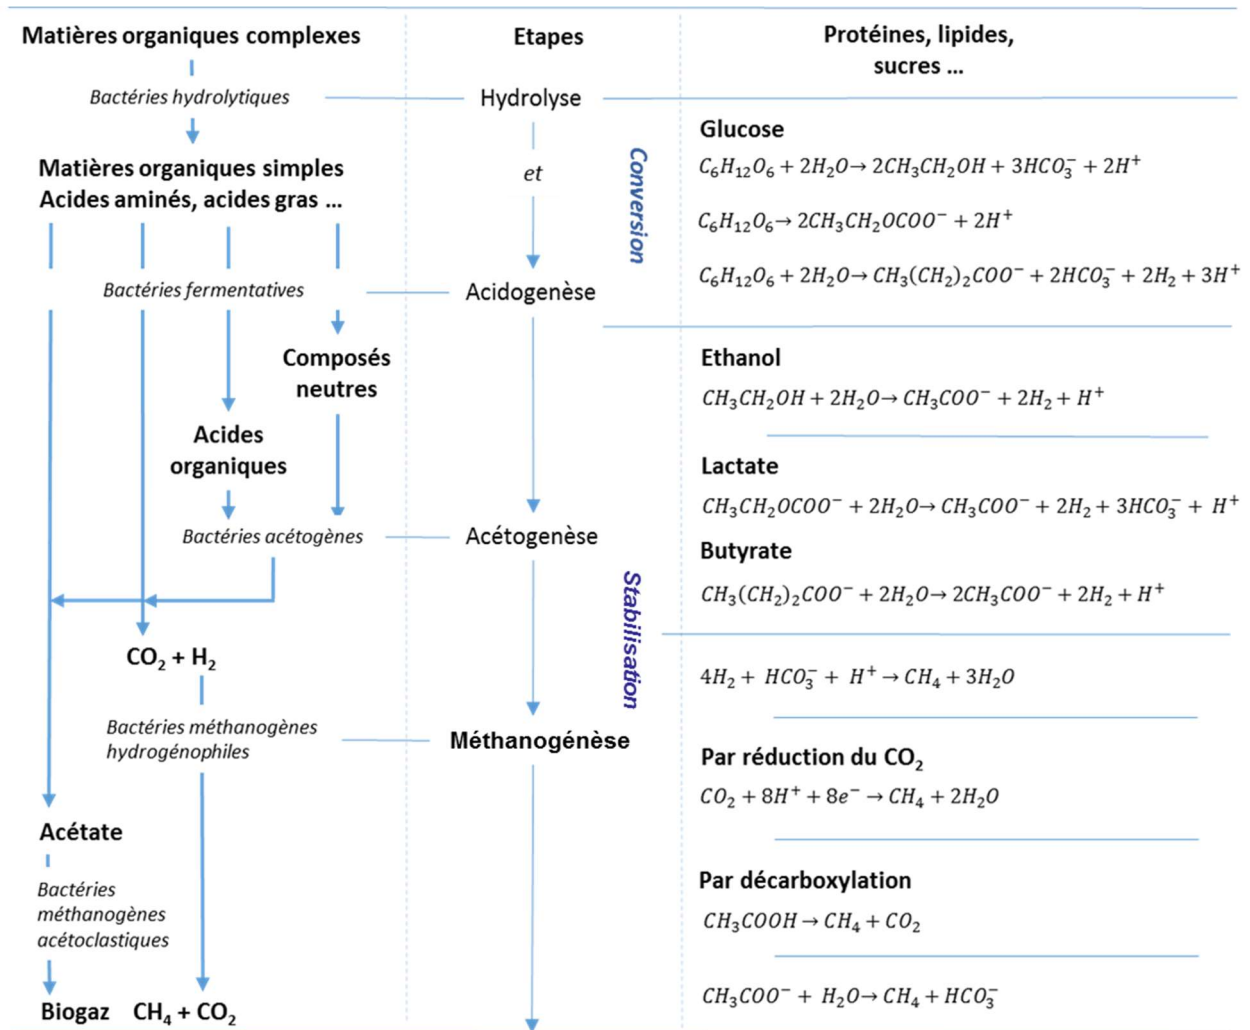 Matières organiques complexes
Bactéries hydrolytiques
Matières organiques simples
Acides aminés, acides gras ...
Bactéries fermentatives
Composés
neutres
Acides
organiques
Bactéries acétogènes
CO₂ + H₂
Bactéries méthanogènes
hydrogénophiles
Acétate
Bactéries
méthanogènes
acétoclastiques
Biogaz CH₄ + CO₂
Etapes
Hydrolyse
et
Acidogenèse
Acétogenèse
Méthanogénèse
Conversion
Stabilisation
Protéines, lipides,
sucres ...
Glucose
C₆H₁₂O₆ + 2H₂O→ 2CH₃CH₂OH + 3HCO₃⁻ + 2H⁺
C₆H₁₂O₆→ 2CH₃CH₂OCOO⁻ + 2H⁺
C₆H₁₂O₆ + 2H₂O→ CH₃(CH₂)₂COO⁻ + 2HCO₃⁻ + 2H₂ + 3H⁺
Ethanol
CH₃CH₂OH + 2H₂O→ CH₃COO⁻ + 2H₂ + H⁺
Lactate
CH₃CH₂OCOO⁻ + 2H₂O→ CH₃COO⁻ + 2H₂ + 3HCO₃⁻ + H⁺
Butyrate
CH₃(CH₂)₂COO⁻ + 2H₂O→ 2CH₃COO⁻ + 2H₂ + H⁺
4H₂ + HCO₃⁻ + H⁺ → CH₄ + 3H₂O
Par réduction du CO₂
CO₂ + 8H⁺ + 8e⁻ → CH₄ + 2H₂O
Par décarboxylation
CH₃COOH→ CH₄ + CO₂
CH₃COO⁻ + H₂O→ CH₄ + HCO₃⁻